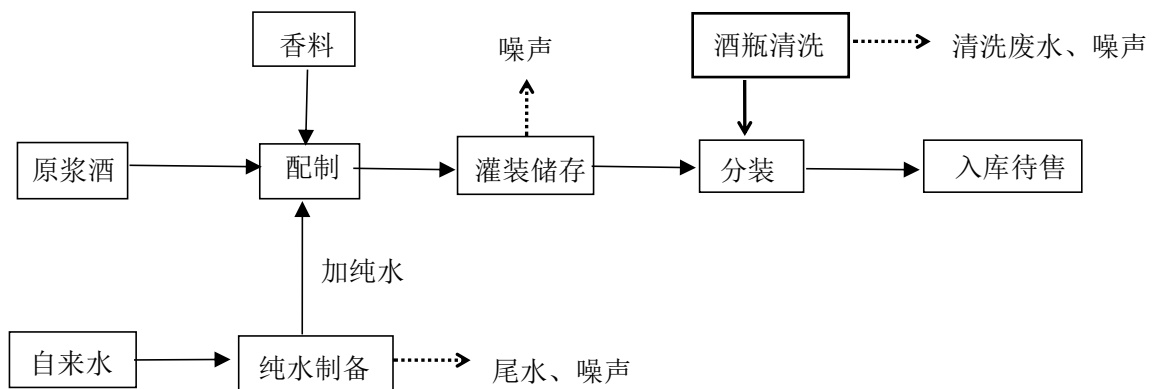 香料
噪声
酒瓶清洗
清洗废水、噪声
原浆酒
配制
灌装储存
分装
入库待售
加纯水
自来水
纯水制备
尾水、噪声